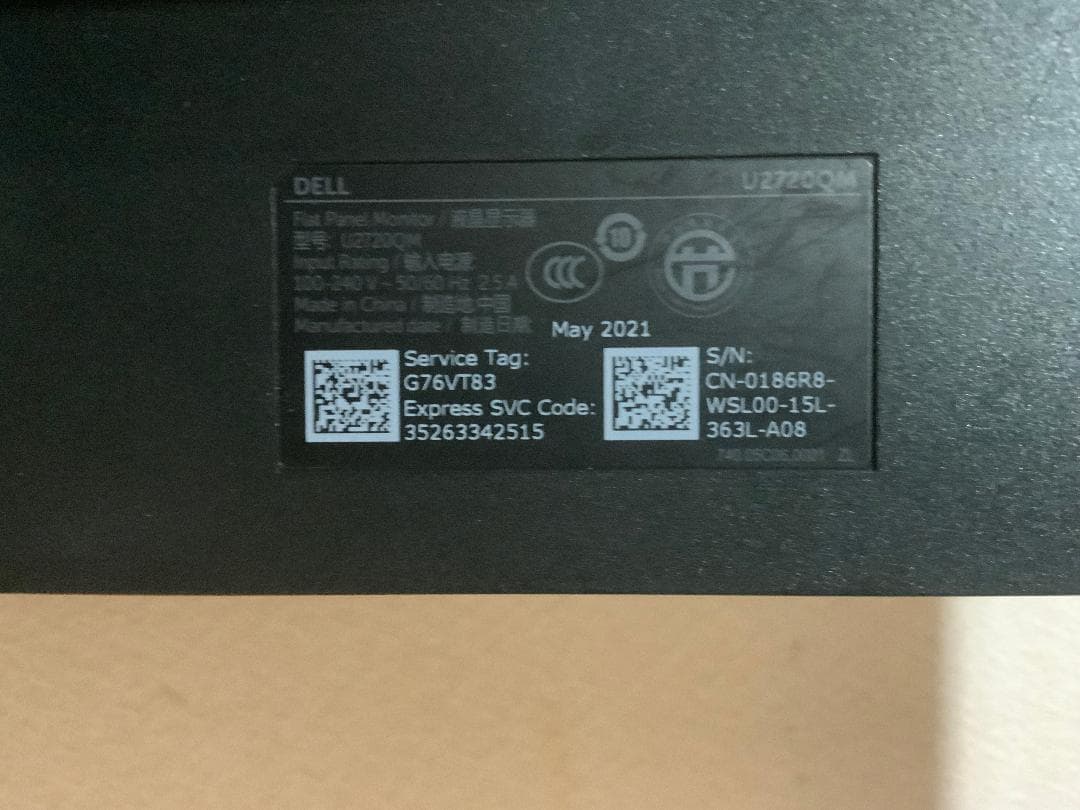 DELL U2720QM
Flat Panel Monitor / 液晶显示器
型号: U2720QM
Input Rating / 输入电源
100-240 V ~ 50/60 Hz 2.5 A
Made in China / 制造地:中国
Manufactured date / 制造日期: May 2021
10
Service Tag:
G76VT83
Express SVC Code:
35263342515
S/N:
CN-0186R8-
WSL00-15L-
363L-A08